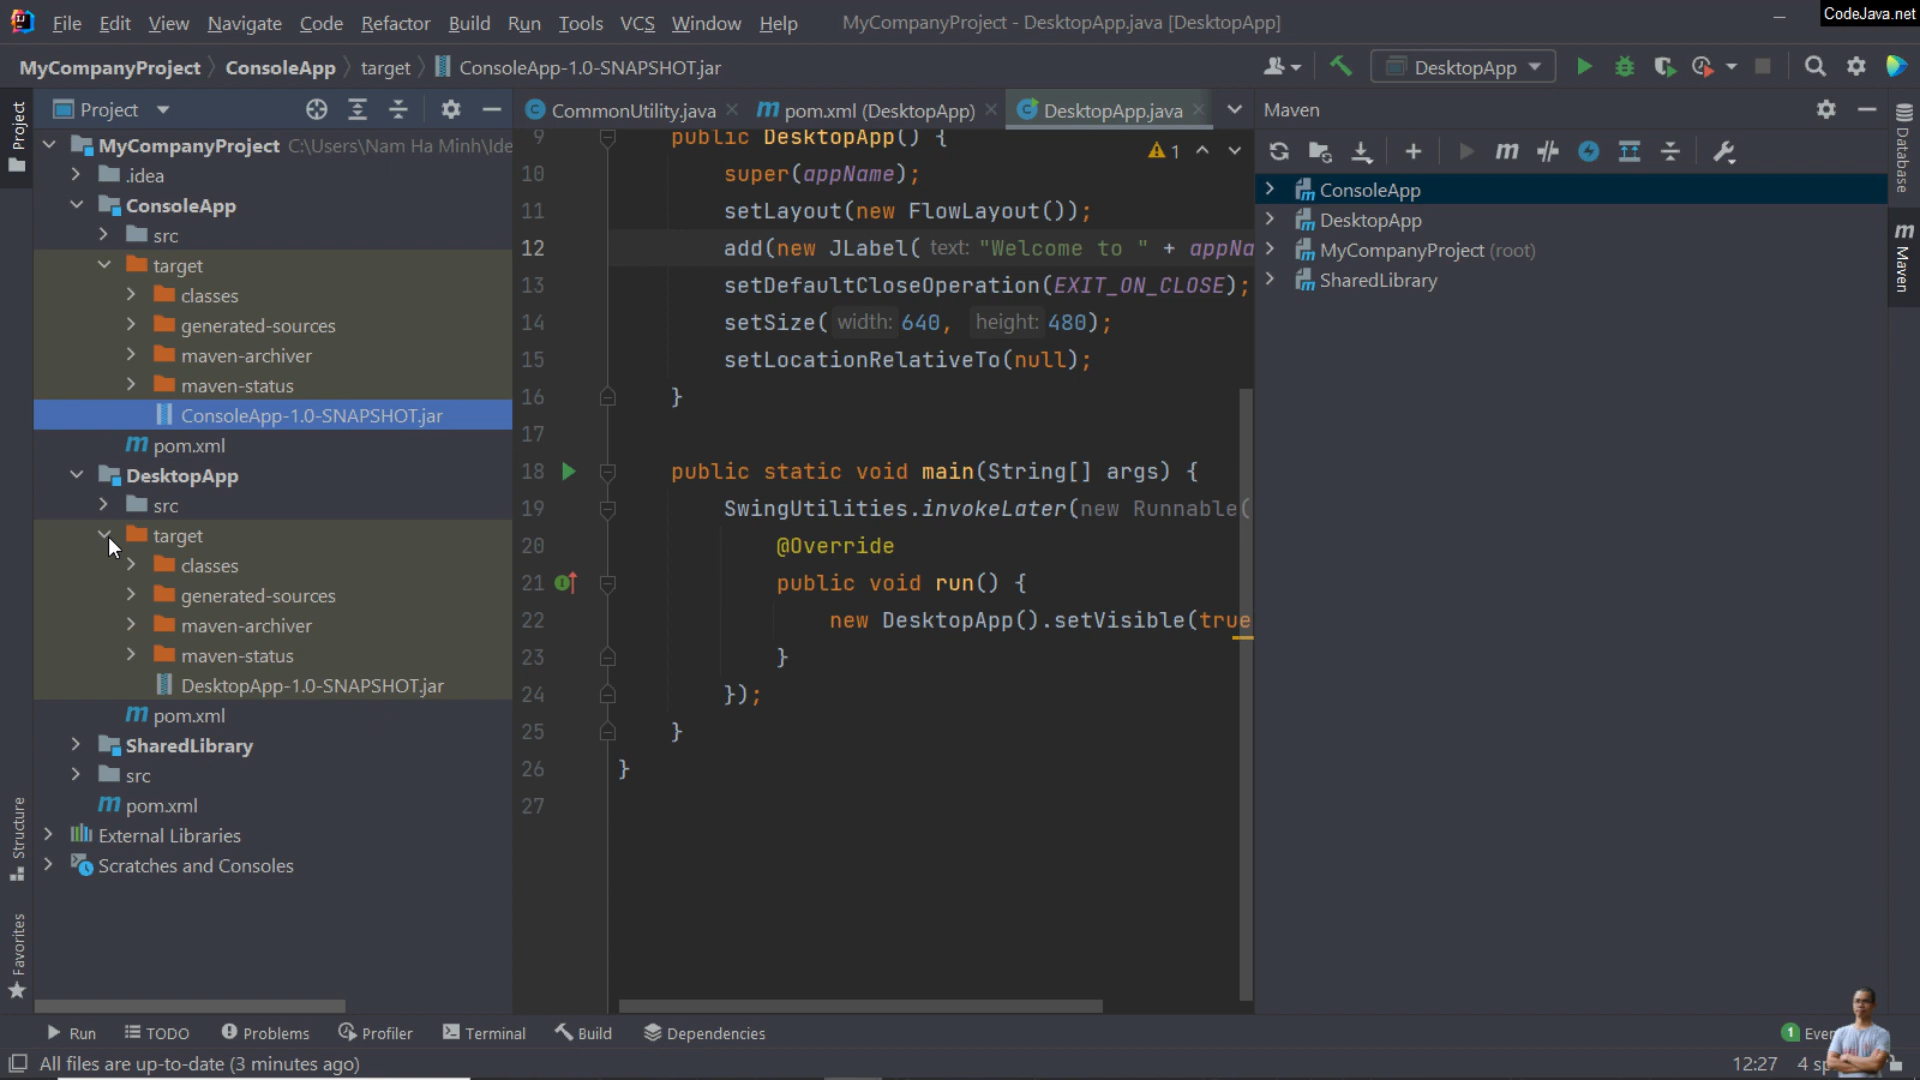 File Edit View Navigate Code Refactor Build Run Tools VCS Window Help MyCompanyProject - DesktopApp.java [DesktopApp]
CodeJava.net
MyCompanyProject ConsoleApp target ConsoleApp-1.0-SNAPSHOT.jar
DesktopApp
Project
Project
MyCompanyProject C:\Users\Nam Ha Minh\Ide
.idea
ConsoleApp
src
target
classes
generated-sources
maven-archiver
maven-status
ConsoleApp-1.0-SNAPSHOT.jar
pom.xml
DesktopApp
src
target
classes
generated-sources
maven-archiver
maven-status
DesktopApp-1.0-SNAPSHOT.jar
pom.xml
SharedLibrary
src
pom.xml
External Libraries
Scratches and Consoles
Structure
Favorites
CommonUtility.java pom.xml (DesktopApp) DesktopApp.java
1
9 public DesktopApp() {
10 super(appName);
11 setLayout(new FlowLayout());
12 add(new JLabel( text: "Welcome to " + appNa
13 setDefaultCloseOperation(EXIT_ON_CLOSE);
14 setSize( width: 640, height: 480);
15 setLocationRelativeTo(null);
16 }
17
18 public static void main(String[] args) {
19 SwingUtilities.invokeLater(new Runnable(
20 @Override
21 public void run() {
22 new DesktopApp().setVisible(true
23 }
24 });
25 }
26 }
27
Maven
ConsoleApp
DesktopApp
MyCompanyProject (root)
SharedLibrary
Database
Maven
Run TODO Problems Profiler Terminal Build Dependencies
1 Ever
All files are up-to-date (3 minutes ago)
12:27 4 sp